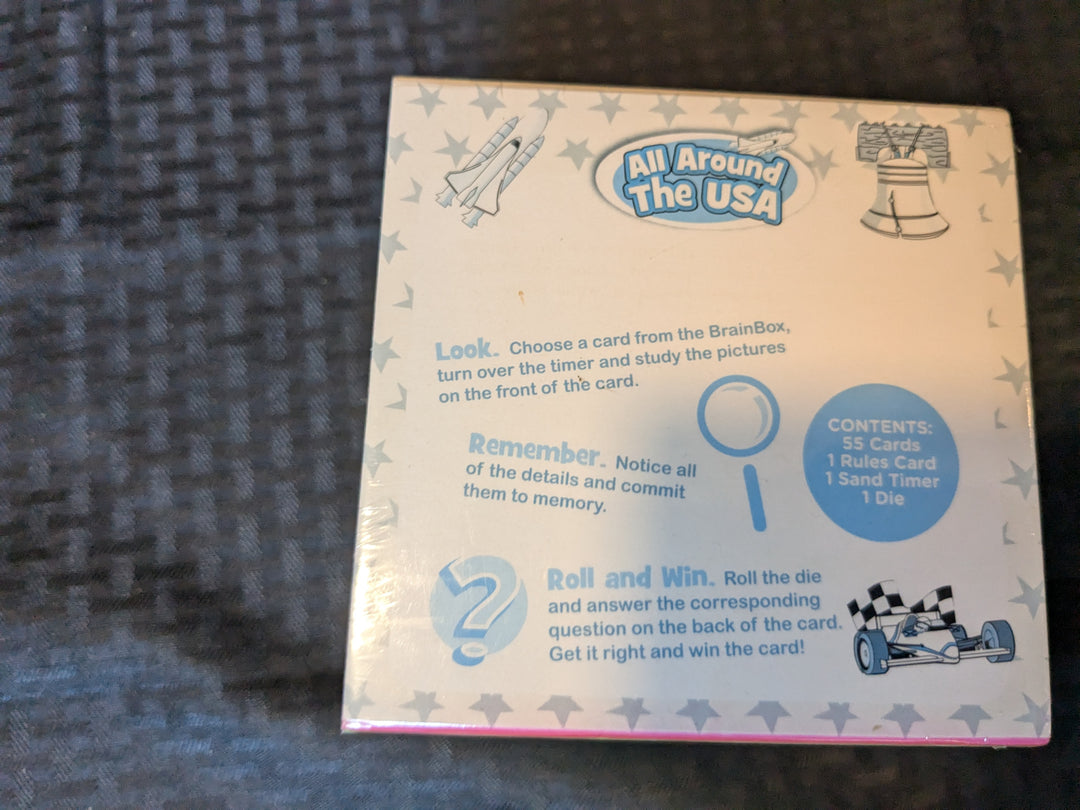 All Around
The USA
Look. Choose a card from the BrainBox,
turn over the timer and study the pictures
on the front of the card.
Remember. Notice all
of the details and commit
them to memory.
CONTENTS:
55 Cards
1 Rules Card
1 Sand Timer
1 Die
Roll and Win. Roll the die
and answer the corresponding
question on the back of the card.
Get it right and win the card!